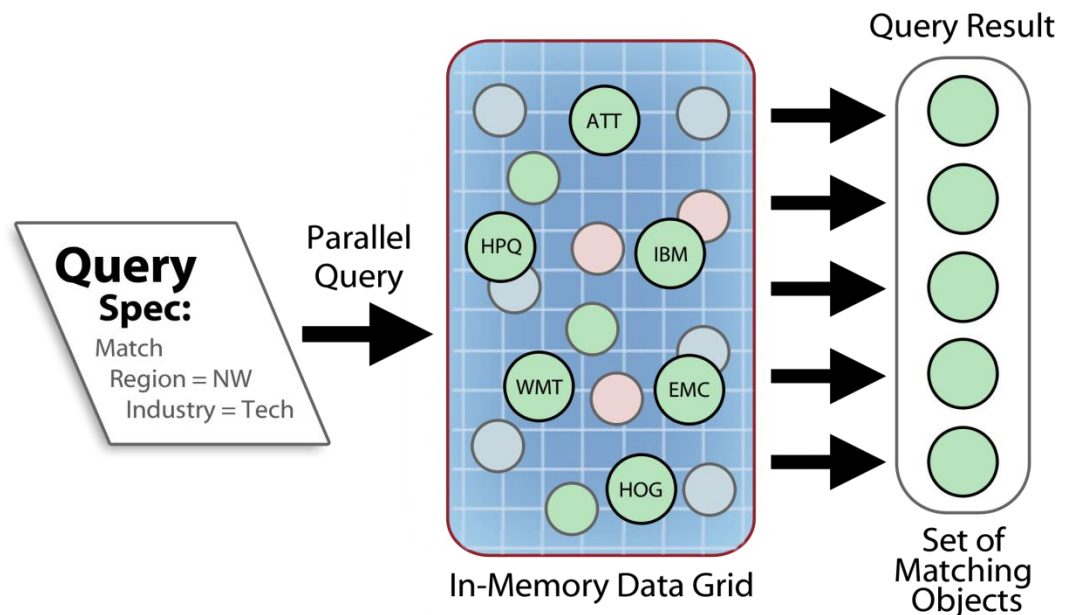 Query
Spec:
Match
Region = NW
Industry = Tech
Parallel
Query
ATT
HPQ
IBM
WMT
EMC
HOG
In-Memory Data Grid
Query Result
Set of
Matching
Objects